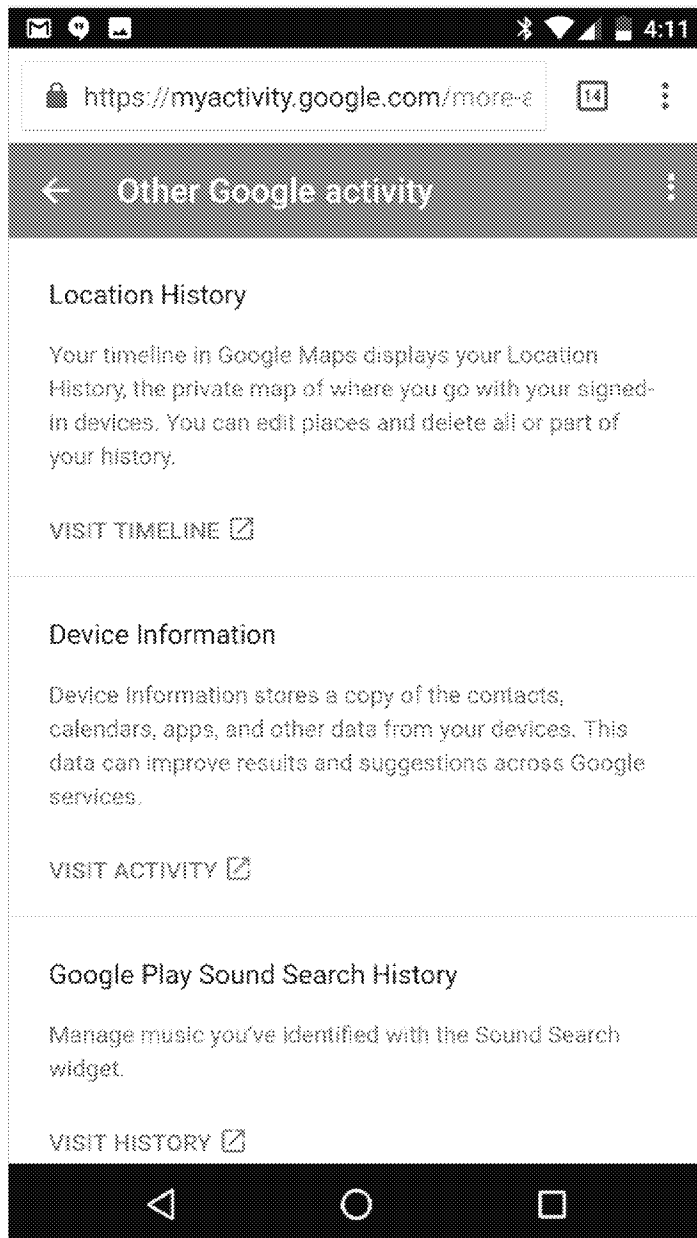 4:11
https://myactivity.google.com/more-a
14
Other Google activity
Location History
Your timeline in Google Maps displays your Location
History, the private map of where you go with your signed-
in devices. You can edit places and delete all or part of
your history.
VISIT TIMELINE
Device Information
Device Information stores a copy of the contacts,
calendars, apps, and other data from your devices. This
data can improve results and suggestions across Google
services.
VISIT ACTIVITY
Google Play Sound Search History
Manage music you've identified with the Sound Search
widget.
VISIT HISTORY